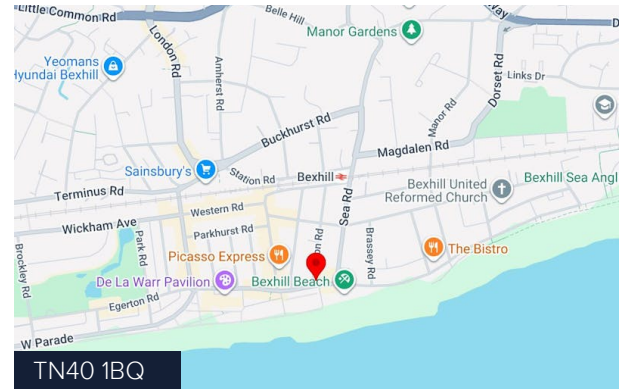 Little Common Rd
Belle Hill
London Rd
Manor Gardens
Yeomans
Hyundai Bexhill
Amherst Rd
Dorset Rd
Links Dr
Manor Rd
Buckhurst Rd
Magdalen Rd
Sainsbury's
Station Rd
Bexhill
Terminus Rd
Bexhill United
Reformed Church
Bexhill Sea Angl
Western Rd
Sea Rd
Wickham Ave
Parkhurst Rd
Brockley Rd
Park Rd
Picasso Express
on Rd
Brassey Rd
The Bistro
De La Warr Pavilion
Bexhill Beach
Egerton Rd
W Parade
TN40 1BQ